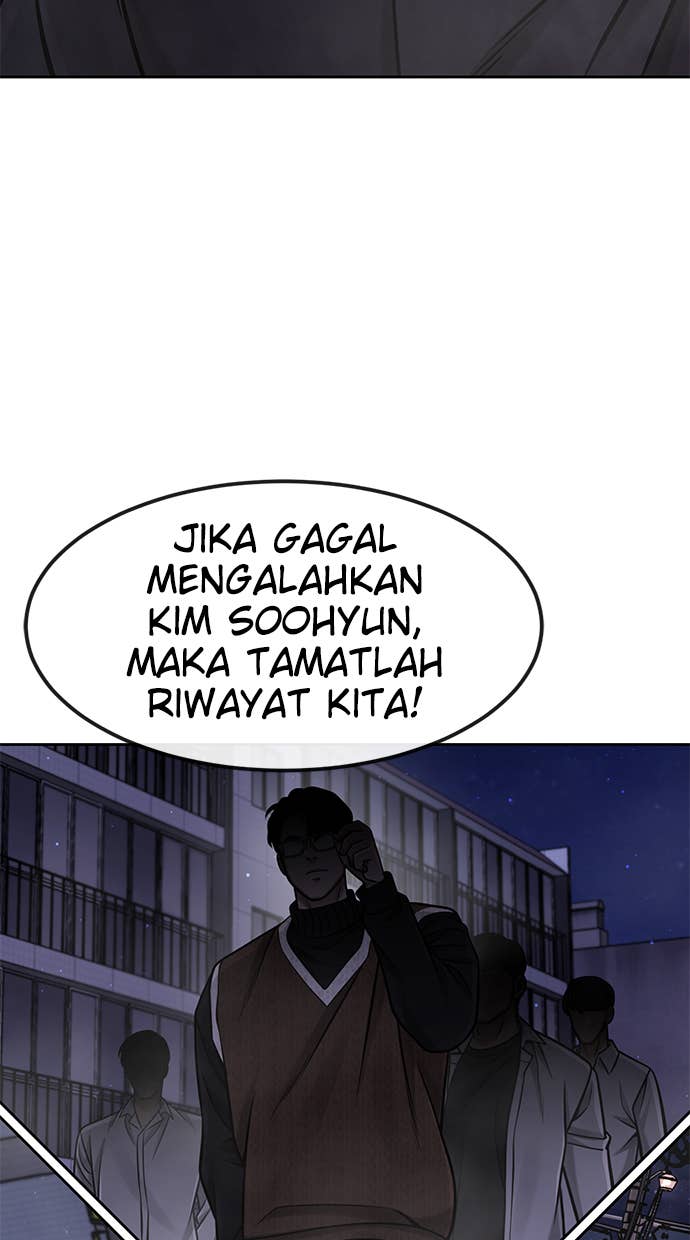 JIKA GAGAL
MENGALAHKAN
KIM SOOHYUN,
MAKA TAMATLAH
RIWAYAT KITA!